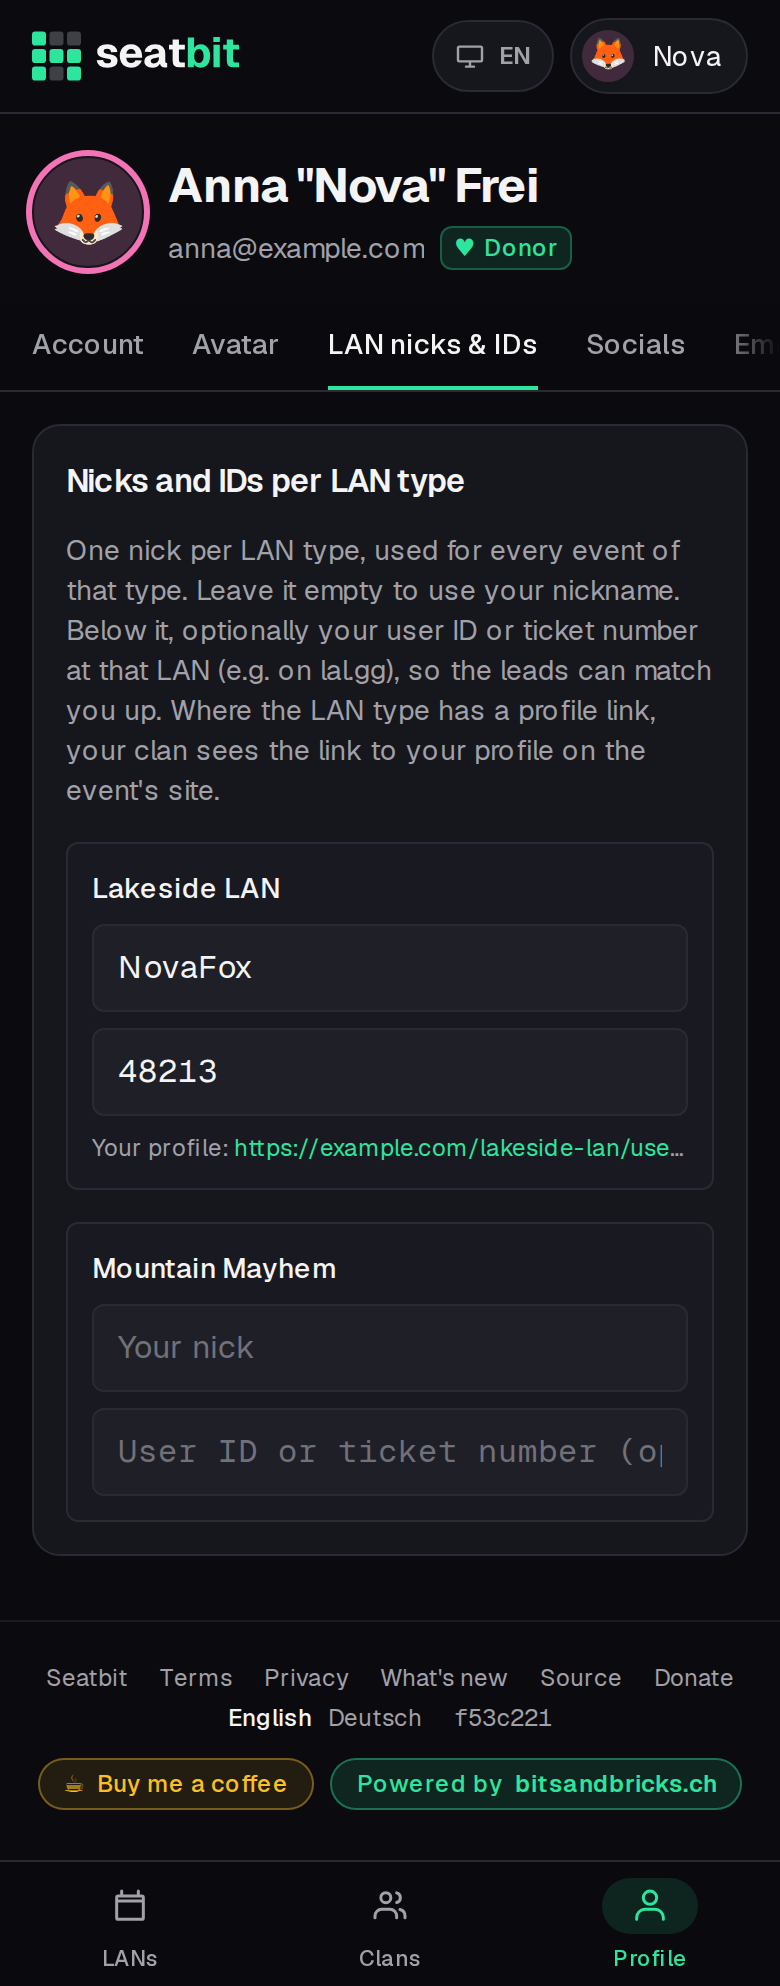 seatbit
EN
Nova
Anna "Nova" Frei
anna@example.com
♥ Donor
Account Avatar LAN nicks & IDs Socials Em
Nicks and IDs per LAN type
One nick per LAN type, used for every event of
that type. Leave it empty to use your nickname.
Below it, optionally your user ID or ticket number
at that LAN (e.g. on lal.gg), so the leads can match
you up. Where the LAN type has a profile link,
your clan sees the link to your profile on the
event's site.
Lakeside LAN
NovaFox
48213
Your profile: https://example.com/lakeside-lan/use…
Mountain Mayhem
Your nick
User ID or ticket number (op
Seatbit Terms Privacy What's new Source Donate
English Deutsch f53c221
Buy me a coffee
Powered by bitsandbricks.ch
LANs Clans Profile